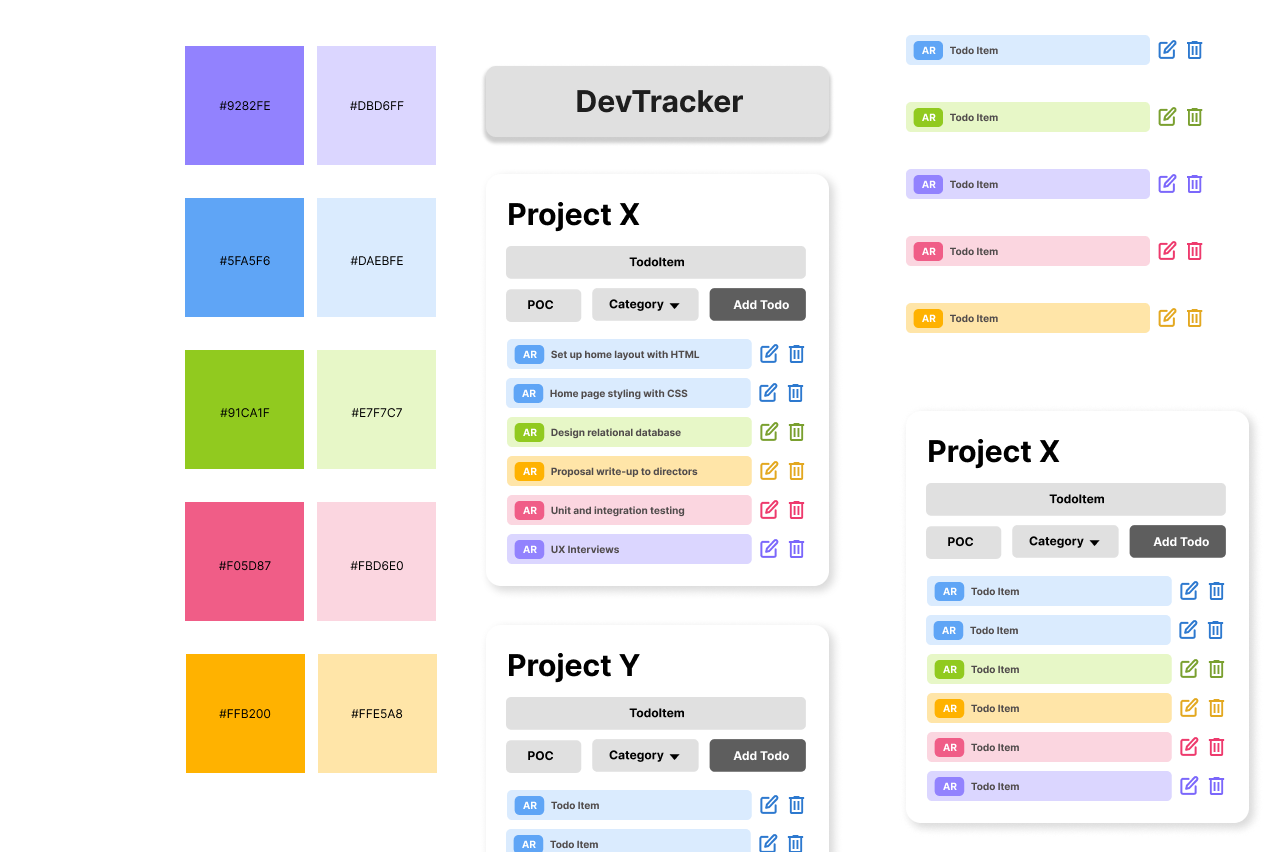 #9282FE
#DBD6FF
#5FA5F6
#DAEBFE
#91CA1F
#E7F7C7
#F05D87
#FBD6E0
#FFB200
#FFE5A8
DevTracker
Project X
TodoItem
POC Category Add Todo
AR Set up home layout with HTML
AR Home page styling with CSS
AR Design relational database
AR Proposal write-up to directors
AR Unit and integration testing
AR UX Interviews
Project Y
TodoItem
POC Category Add Todo
AR Todo Item
AR Todo Item
AR Todo Item
AR Todo Item
AR Todo Item
AR Todo Item
AR Todo Item
Project X
TodoItem
POC Category Add Todo
AR Todo Item
AR Todo Item
AR Todo Item
AR Todo Item
AR Todo Item
AR Todo Item